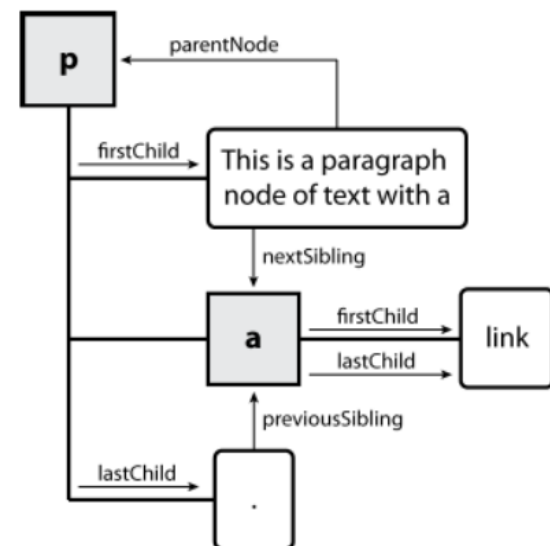 p
parentNode
firstChild
This is a paragraph
node of text with a
nextSibling
a
firstChild
link
lastChild
previousSibling
lastChild
.